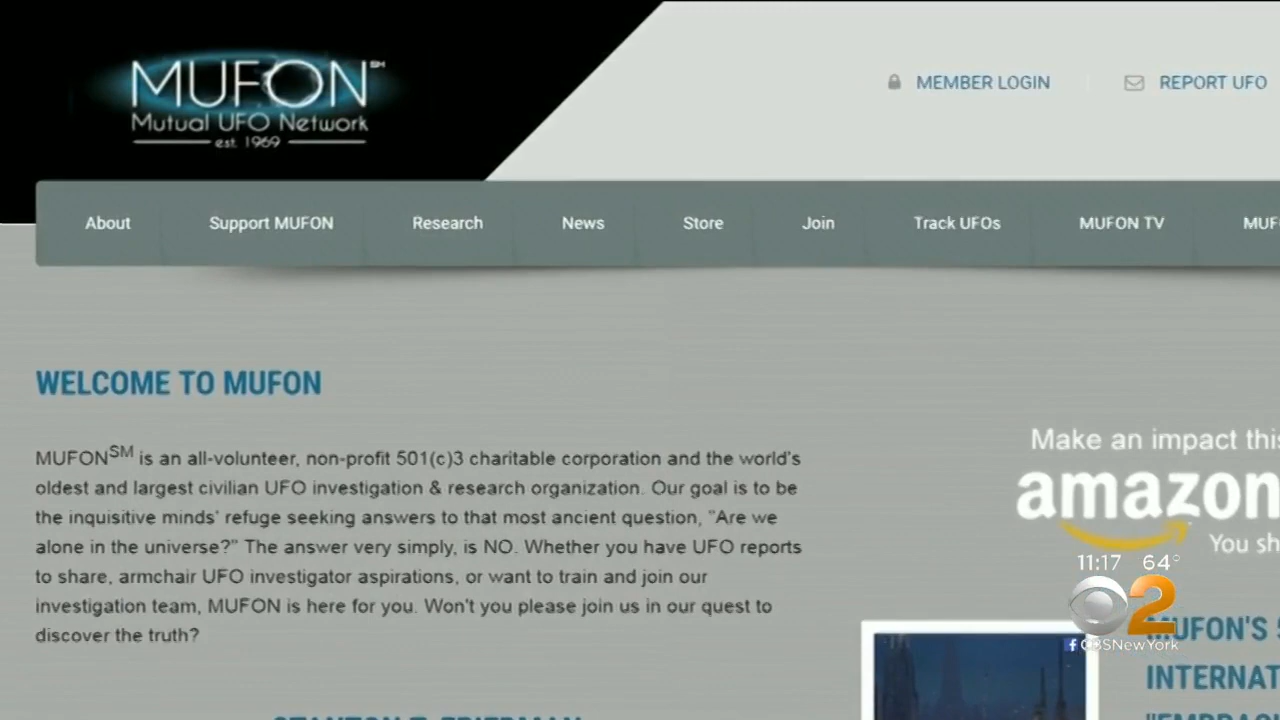 MUFON SM
Mutual UFO Network
est. 1969
MEMBER LOGIN
REPORT UFO
About
Support MUFON
Research
News
Store
Join
Track UFOs
MUFON TV
MUF
WELCOME TO MUFON
MUFONSM is an all-volunteer, non-profit 501(c)3 charitable corporation and the world's
oldest and largest civilian UFO investigation & research organization. Our goal is to be
the inquisitive minds' refuge seeking answers to that most ancient question, "Are we
alone in the universe?" The answer very simply, is NO. Whether you have UFO reports
to share, armchair UFO investigator aspirations, or want to train and join our
investigation team, MUFON is here for you. Won't you please join us in our quest to
discover the truth?
Make an impact this
amazon
You sh
11:17 64°
2
f CBSNewYork
MUFON'S
INTERNAT